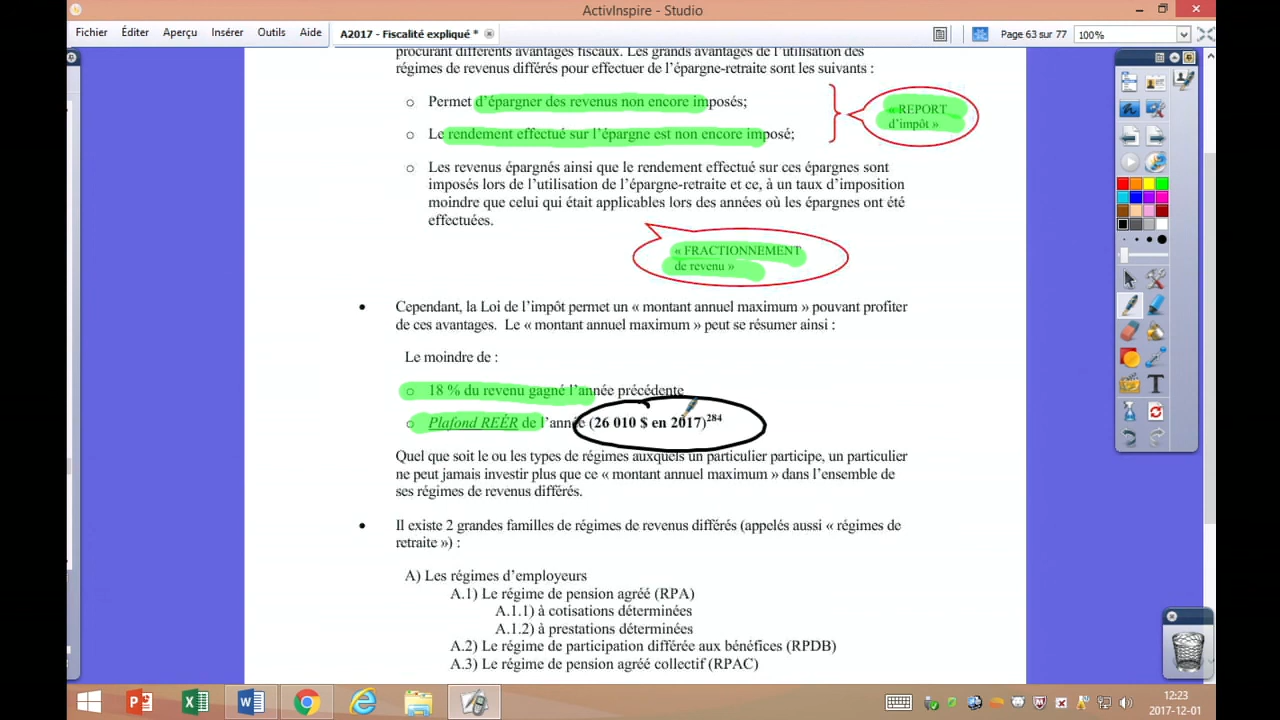 ActivInspire - Studio
Fichier Éditer Aperçu Insérer Outils Aide
A2017 - Fiscalité expliqué *
Page 63 sur 77
100%
procurant différents avantages fiscaux. Les grands avantages de l'utilisation des
régimes de revenus différés pour effectuer de l'épargne-retraite sont les suivants :
o Permet d'épargner des revenus non encore imposés;
o Le rendement effectué sur l'épargne est non encore imposé;
« REPORT
d'impôt »
o Les revenus épargnés ainsi que le rendement effectué sur ces épargnes sont
imposés lors de l'utilisation de l'épargne-retraite et ce, à un taux d'imposition
moindre que celui qui était applicables lors des années où les épargnes ont été
effectuées.
« FRACTIONNEMENT
de revenu »
• Cependant, la Loi de l'impôt permet un « montant annuel maximum » pouvant profiter
de ces avantages. Le « montant annuel maximum » peut se résumer ainsi :
Le moindre de :
o 18 % du revenu gagné l'année précédente
o Plafond REÉR de l'année (26 010 $ en 2017)284
Quel que soit le ou les types de régimes auxquels un particulier participe, un particulier
ne peut jamais investir plus que ce « montant annuel maximum » dans l'ensemble de
ses régimes de revenus différés.
• Il existe 2 grandes familles de régimes de revenus différés (appelés aussi « régimes de
retraite ») :
A) Les régimes d'employeurs
A.1) Le régime de pension agréé (RPA)
A.1.1) à cotisations déterminées
A.1.2) à prestations déterminées
A.2) Le régime de participation différée aux bénéfices (RPDB)
A.3) Le régime de pension agréé collectif (RPAC)
12:23
2017-12-01